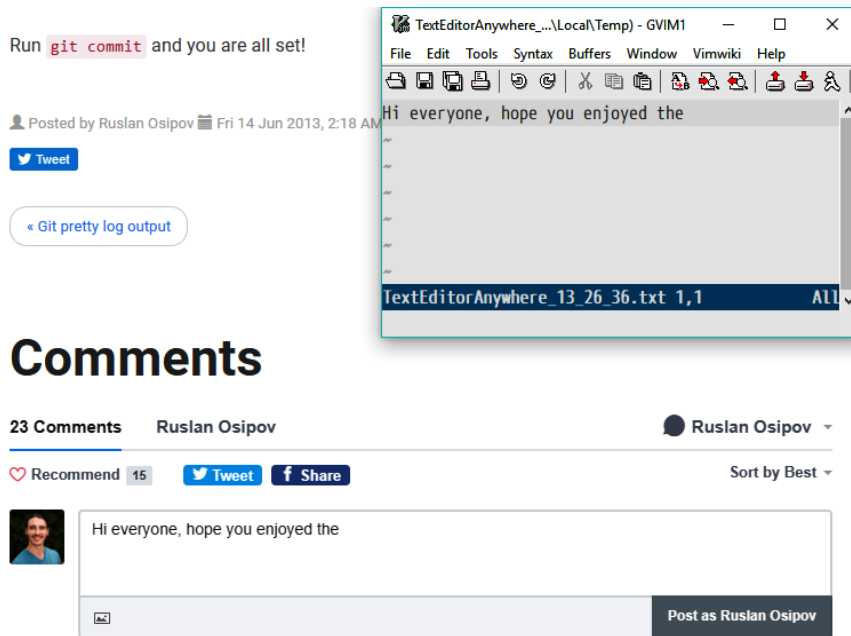 Run git commit and you are all set!
Posted by Ruslan Osipov Fri 14 Jun 2013, 2:18 AM
Tweet
« Git pretty log output
TextEditorAnywhere_...\Local\Temp) - GVIM1
File Edit Tools Syntax Buffers Window Vimwiki Help
Hi everyone, hope you enjoyed the
~
~
~
~
~
~
TextEditorAnywhere_13_26_36.txt 1,1 All
Comments
23 Comments Ruslan Osipov Ruslan Osipov
Recommend 15 Tweet f Share Sort by Best
Hi everyone, hope you enjoyed the
Post as Ruslan Osipov